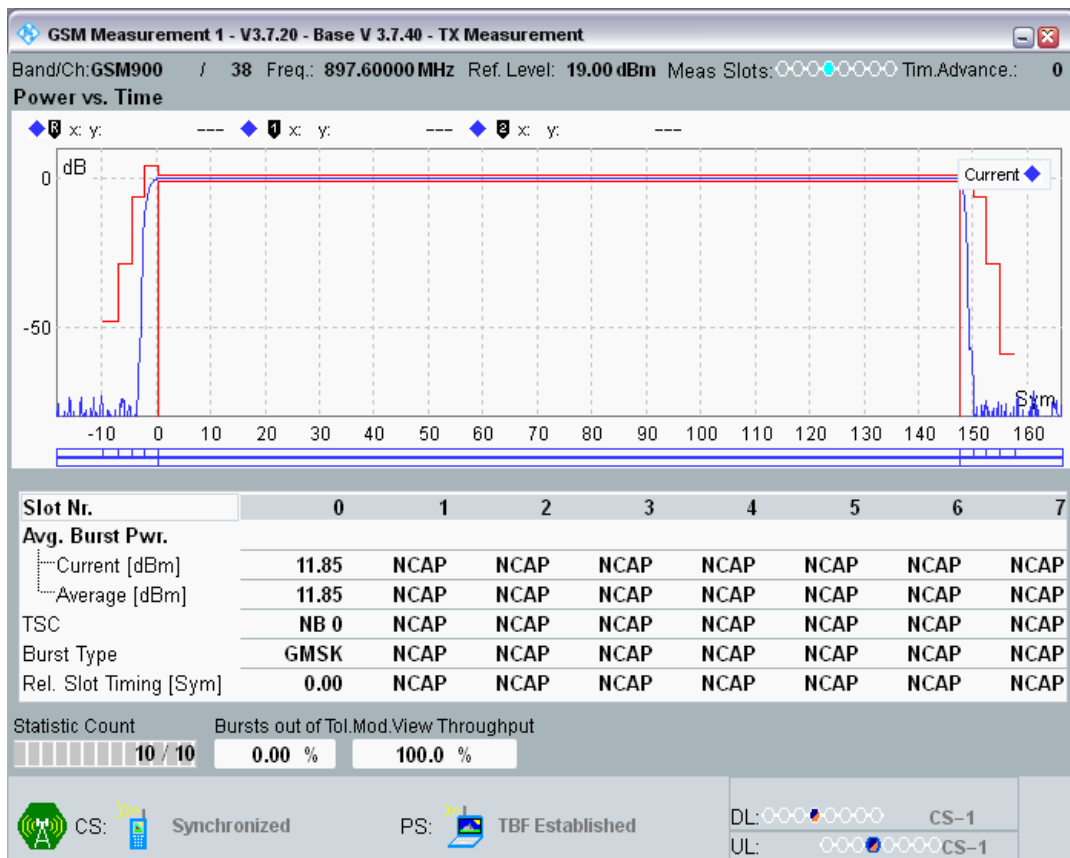 GSM Measurement 1 - V3.7.20 - Base V 3.7.40 - TX Measurement
Band/Ch:GSM900 / 38 Freq.: 897.60000 MHz Ref. Level: 19.00 dBm Meas Slots: Tim.Advance.: 0
Power vs. Time
R x: y: --- 1 x: y: --- 2 x: y: ---
dB
Current
0
-50
Sym
-10 0 10 20 30 40 50 60 70 80 90 100 110 120 130 140 150 160
Slot Nr. 0 1 2 3 4 5 6 7
Avg. Burst Pwr.
Current [dBm] 11.85 NCAP NCAP NCAP NCAP NCAP NCAP NCAP
Average [dBm] 11.85 NCAP NCAP NCAP NCAP NCAP NCAP NCAP
TSC NB 0 NCAP NCAP NCAP NCAP NCAP NCAP NCAP
Burst Type GMSK NCAP NCAP NCAP NCAP NCAP NCAP NCAP
Rel. Slot Timing [Sym] 0.00 NCAP NCAP NCAP NCAP NCAP NCAP NCAP
Statistic Count Bursts out of Tol.Mod.View Throughput
10 / 10 0.00 % 100.0 %
CS: Synchronized PS: TBF Established
DL: CS-1
UL: CS-1